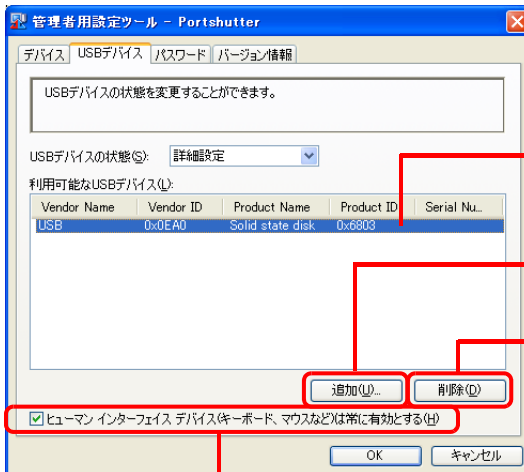 管理者用設定ツール - Portshutter
デバイス USBデバイス パスワード バージョン情報
USBデバイスの状態を変更することができます。
USBデバイスの状態(S): 詳細設定
利用可能なUSBデバイス(L):
Vendor Name Vendor ID Product Name Product ID Serial Nu...
USB 0x0EA0 Solid state disk 0x6803
追加(U)... 削除(D)
ヒューマン インターフェイス デバイス(キーボード、マウスなど)は常に有効とする(H)
OK キャンセル